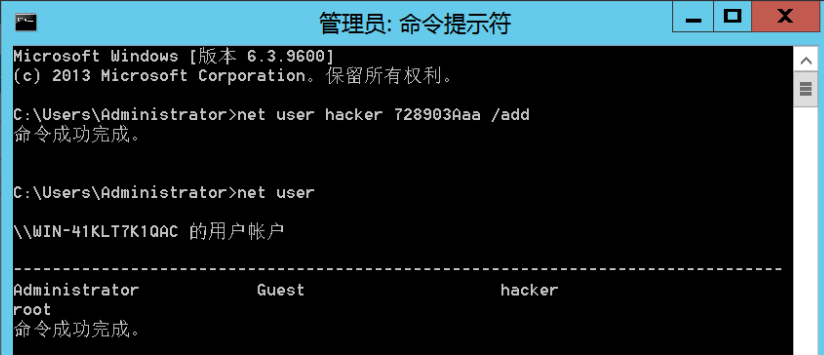 管理员: 命令提示符
Microsoft Windows [版本 6.3.9600]
(c) 2013 Microsoft Corporation。保留所有权利。
C:\Users\Administrator>net user hacker 728903Aaa /add
命令成功完成。
C:\Users\Administrator>net user
\\WIN-41KLT7K1QAC 的用户帐户
-------------------------------------------------------------------------------
Administrator Guest hacker
root
命令成功完成。